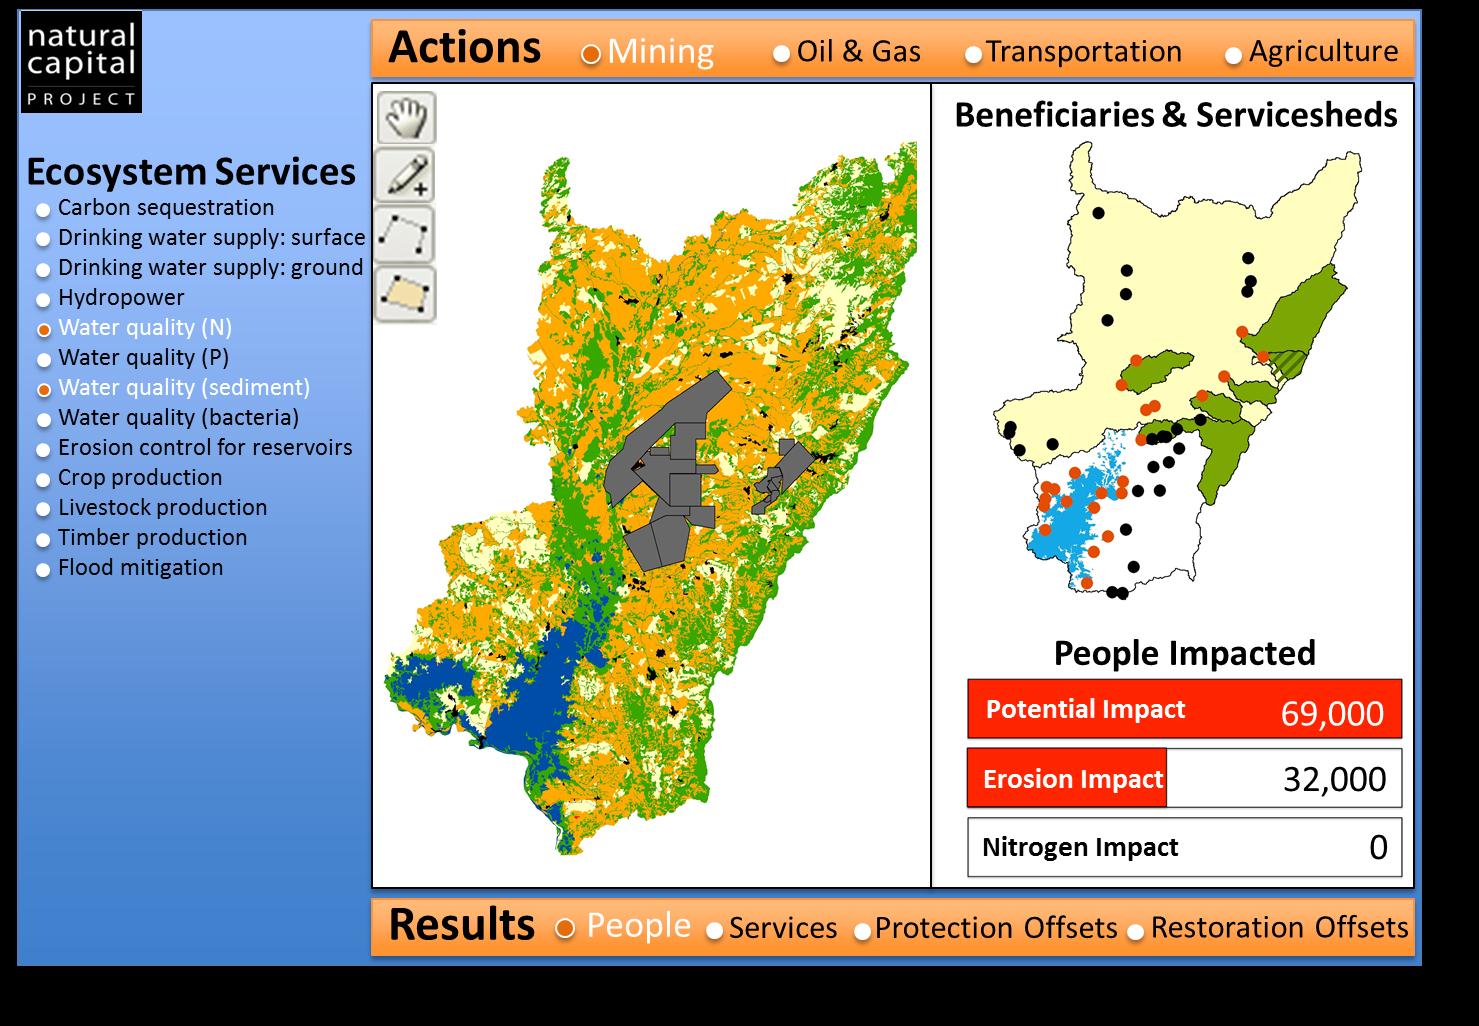 natural
capital
PROJECT
Actions Mining Oil & Gas Transportation Agriculture
Ecosystem Services
Carbon sequestration
Drinking water supply: surface
Drinking water supply: ground
Hydropower
Water quality (N)
Water quality (P)
Water quality (sediment)
Water quality (bacteria)
Erosion control for reservoirs
Crop production
Livestock production
Timber production
Flood mitigation
Beneficiaries & Servicesheds
People Impacted
Potential Impact 69,000
Erosion Impact 32,000
Nitrogen Impact 0
Results People Services Protection Offsets Restoration Offsets